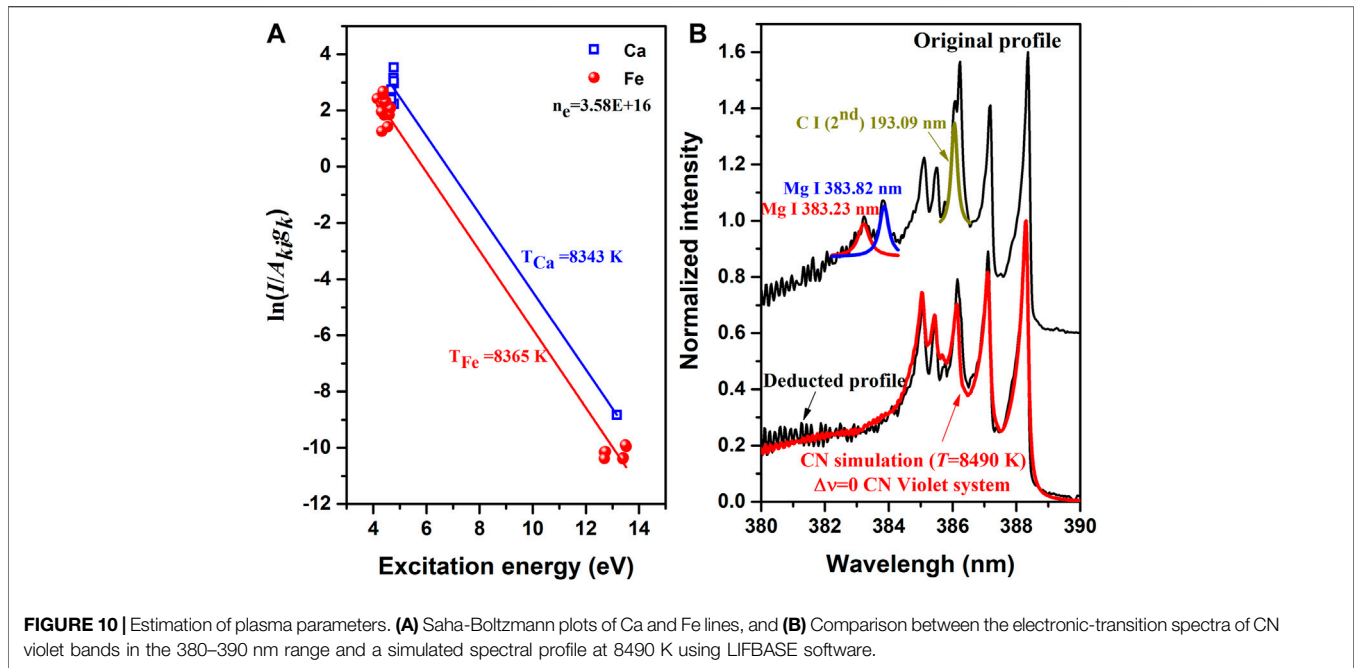 A
4
2
0
-2
-4
-6
-8
-10
-12
ln(I/A_{ki}g_k)
Ca
Fe
n_e=3.58E+16
T_{Ca} =8343 K
T_{Fe} =8365 K
4 6 8 10 12 14
Excitation energy (eV)
B
Original profile
1.6
1.4
1.2
1.0
0.8
0.6
0.4
0.2
0.0
Normalized intensity
C I (2^{nd}) 193.09 nm
Mg I 383.82 nm
Mg I 383.23 nm
Deducted profile
CN simulation (T=8490 K)
Δν=0 CN Violet system
380 382 384 386 388 390
Wavelengh (nm)
FIGURE 10 | Estimation of plasma parameters. (A) Saha-Boltzmann plots of Ca and Fe lines, and (B) Comparison between the electronic-transition spectra of CN
violet bands in the 380–390 nm range and a simulated spectral profile at 8490 K using LIFBASE software.